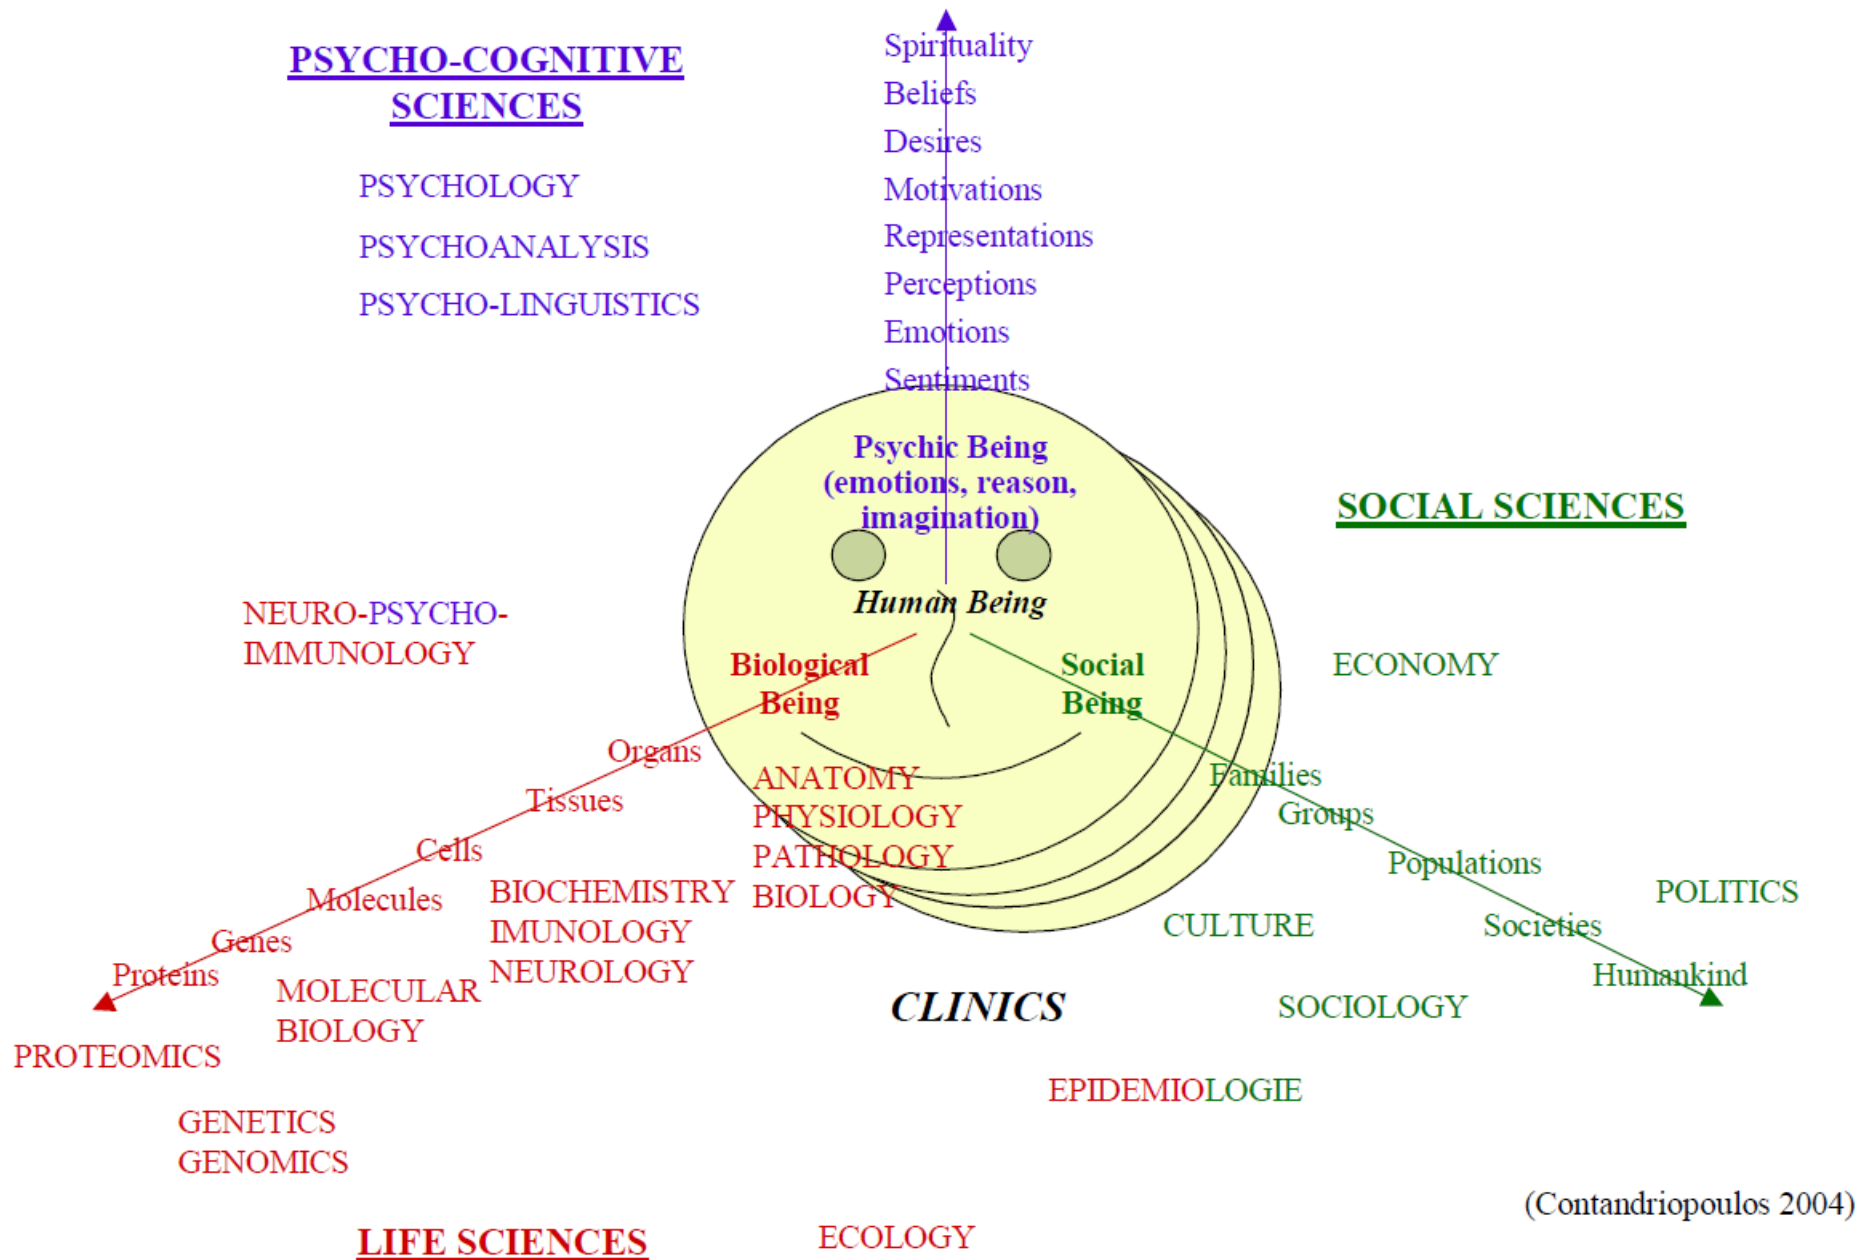 PSYCHO-COGNITIVE
SCIENCES
PSYCHOLOGY
PSYCHOANALYSIS
PSYCHO-LINGUISTICS
Spirituality
Beliefs
Desires
Motivations
Representations
Perceptions
Emotions
Sentiments
Psychic Being
(emotions, reason,
imagination)
Human Being
Biological
Being
Social
Being
SOCIAL SCIENCES
NEURO-PSYCHO-
IMMUNOLOGY
ECONOMY
Organs
Tissues
Cells
Molecules
Genes
Proteins
ANATOMY
PHYSIOLOGY
PATHOLOGY
BIOLOGY
BIOCHEMISTRY
IMUNOLOGY
NEUROLOGY
MOLECULAR
BIOLOGY
PROTEOMICS
GENETICS
GENOMICS
Families
Groups
Populations
Societies
Humankind
POLITICS
CULTURE
SOCIOLOGY
CLINICS
EPIDEMIOLOGIE
(Contandriopoulos 2004)
LIFE SCIENCES
ECOLOGY